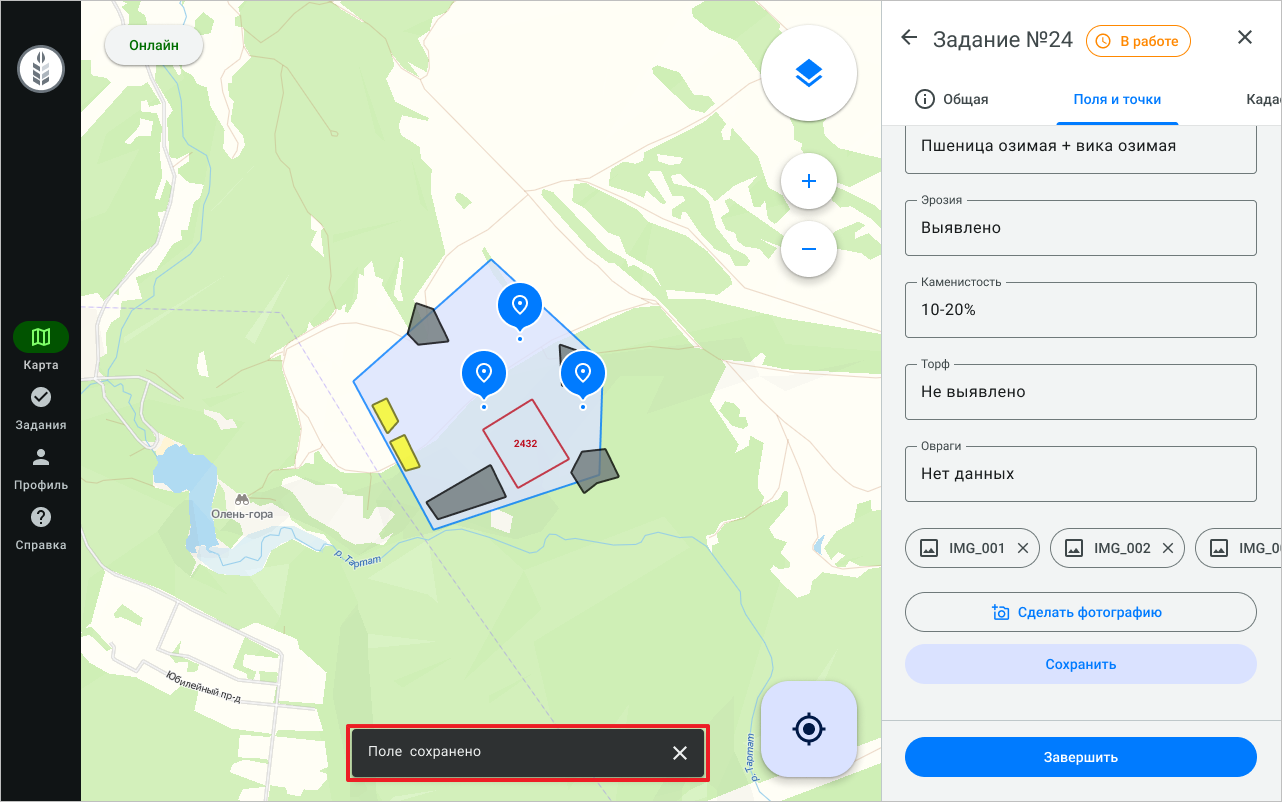 Онлайн
Карта
Задания
Профиль
Справка
2432
Олень-гора
р. Тартат
Юбилейный пр-д
р. Тартат
Поле сохранено
Задание №24
В работе
Общая
Поля и точки
Када
Пшеница озимая + вика озимая
Эрозия
Выявлено
Каменистость
10-20%
Торф
Не выявлено
Овраги
Нет данных
IMG_001
IMG_002
IMG_0
Сделать фотографию
Сохранить
Завершить